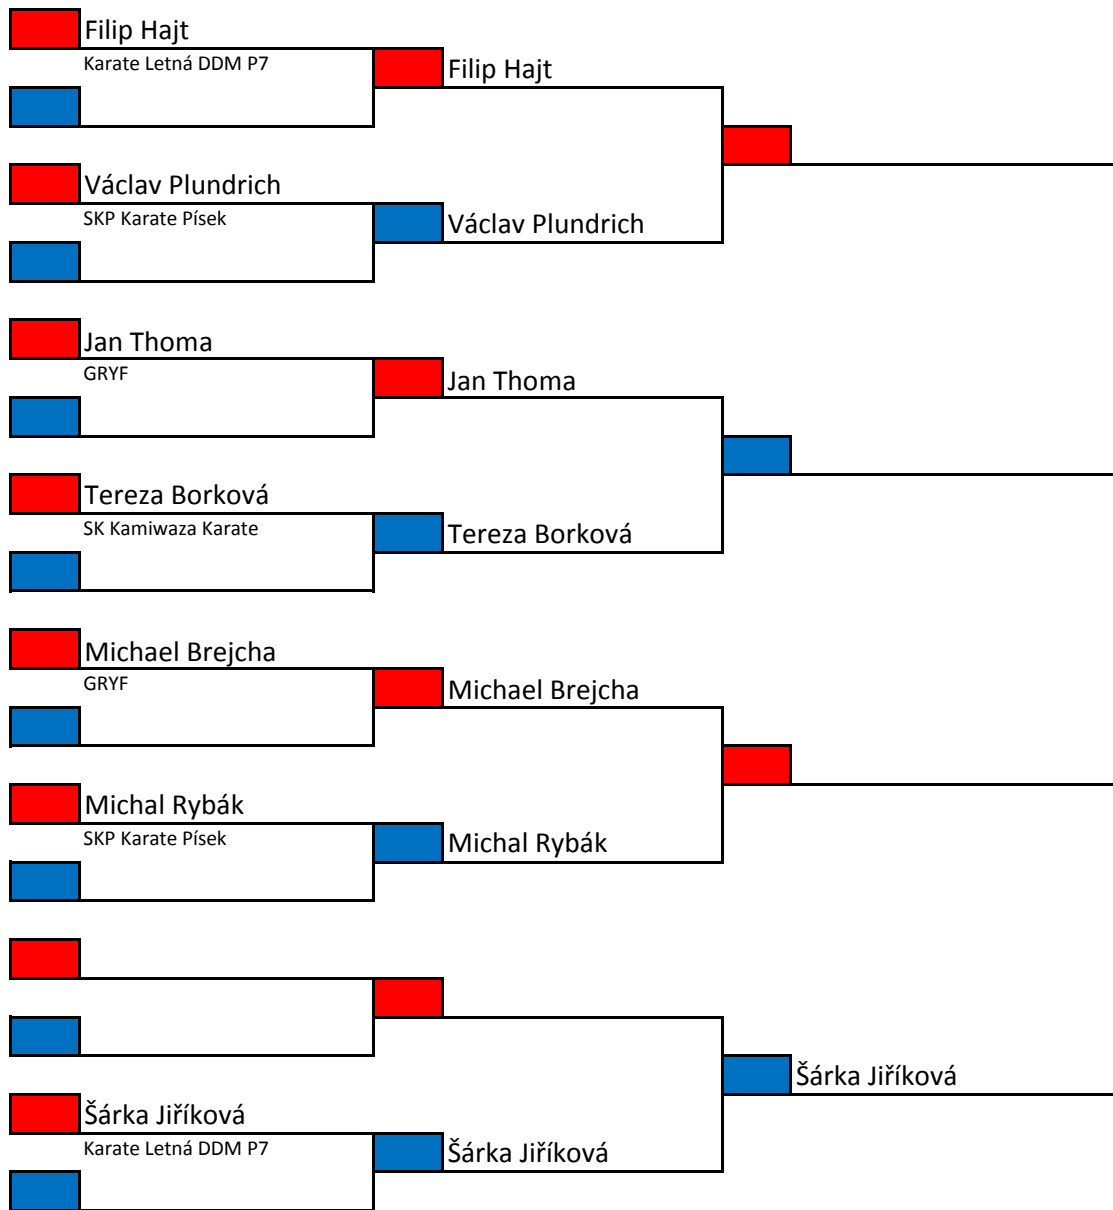 Filip Hajt
Karate Letná DDM P7
Filip Hajt
Václav Plundrich
SKP Karate Písek
Václav Plundrich
Jan Thoma
GRYF
Jan Thoma
Tereza Borková
SK Kamiwaza Karate
Tereza Borková
Michael Brejcha
GRYF
Michael Brejcha
Michal Rybák
SKP Karate Písek
Michal Rybák
Šárka Jiříková
Šárka Jiříková
Karate Letná DDM P7
Šárka Jiříková